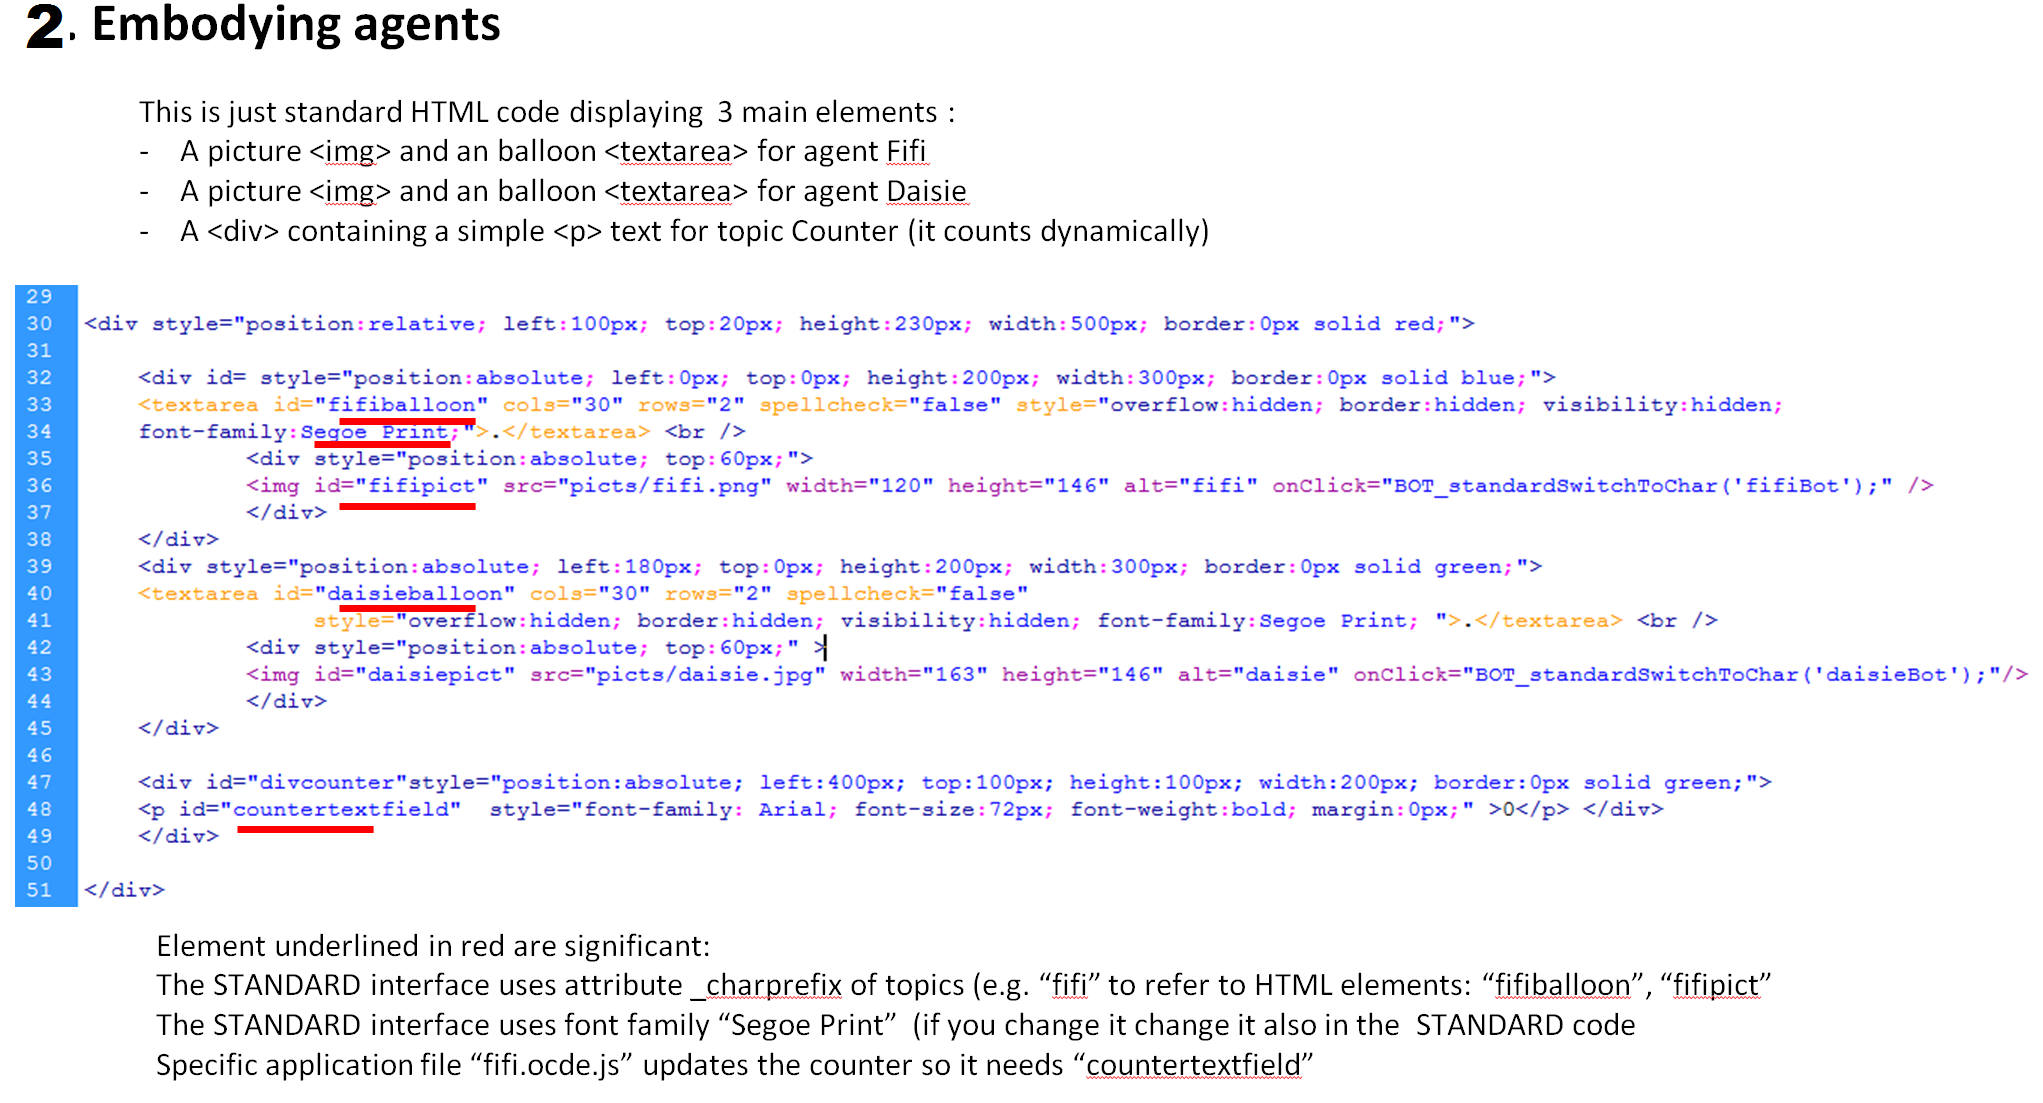 2. Embodying agents
This is just standard HTML code displaying 3 main elements :
- A picture <img> and an balloon <textarea> for agent Fifi
- A picture <img> and an balloon <textarea> for agent Daisie
- A <div> containing a simple <p> text for topic Counter (it counts dynamically)
29
30 <div style="position:relative; left:100px; top:20px; height:230px; width:500px; border:0px solid red;">
31
32 <div id= style="position:absolute; left:0px; top:0px; height:200px; width:300px; border:0px solid blue;">
33 <textarea id="fifiballoon" cols="30" rows="2" spellcheck="false" style="overflow:hidden; border:hidden; visibility:hidden;
34 font-family:Segoe Print;">.</textarea> <br />
35 <div style="position:absolute; top:60px;">
36 <img id="fifipict" src="picts/fifi.png" width="120" height="146" alt="fifi" onClick="BOT_standardSwitchToChar('fifiBot');" />
37 </div>
38 </div>
39 <div style="position:absolute; left:180px; top:0px; height:200px; width:300px; border:0px solid green;">
40 <textarea id="daisieballoon" cols="30" rows="2" spellcheck="false"
41 style="overflow:hidden; border:hidden; visibility:hidden; font-family:Segoe Print; ">.</textarea> <br />
42 <div style="position:absolute; top:60px;" >
43 <img id="daisiepict" src="picts/daisie.jpg" width="163" height="146" alt="daisie" onClick="BOT_standardSwitchToChar('daisieBot');"/>
44 </div>
45 </div>
46
47 <div id="divcounter"style="position:absolute; left:400px; top:100px; height:100px; width:200px; border:0px solid green;">
48 <p id="countertextfield" style="font-family: Arial; font-size:72px; font-weight:bold; margin:0px;" >0</p> </div>
49 </div>
50
51 </div>
Element underlined in red are significant:
The STANDARD interface uses attribute _charprefix of topics (e.g. “fifi” to refer to HTML elements: “fifiballoon”, “fifipict”
The STANDARD interface uses font family “Segoe Print” (if you change it change it also in the STANDARD code
Specific application file “fifi.ocde.js” updates the counter so it needs “countertextfield”